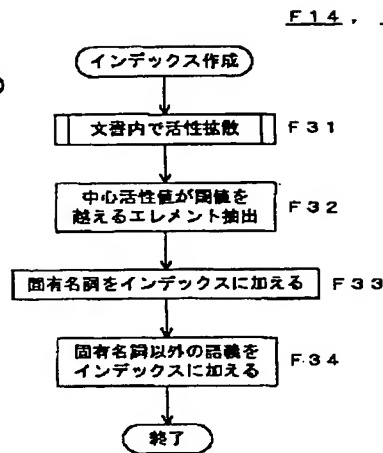 F14,
インデックス作成
文書内で活性拡散 F31
中心活性値が閾値を
越えるエレメント抽出 F32
固有名詞をインデックスに加える F33
固有名詞以外の語義を
インデックスに加える F34
終了